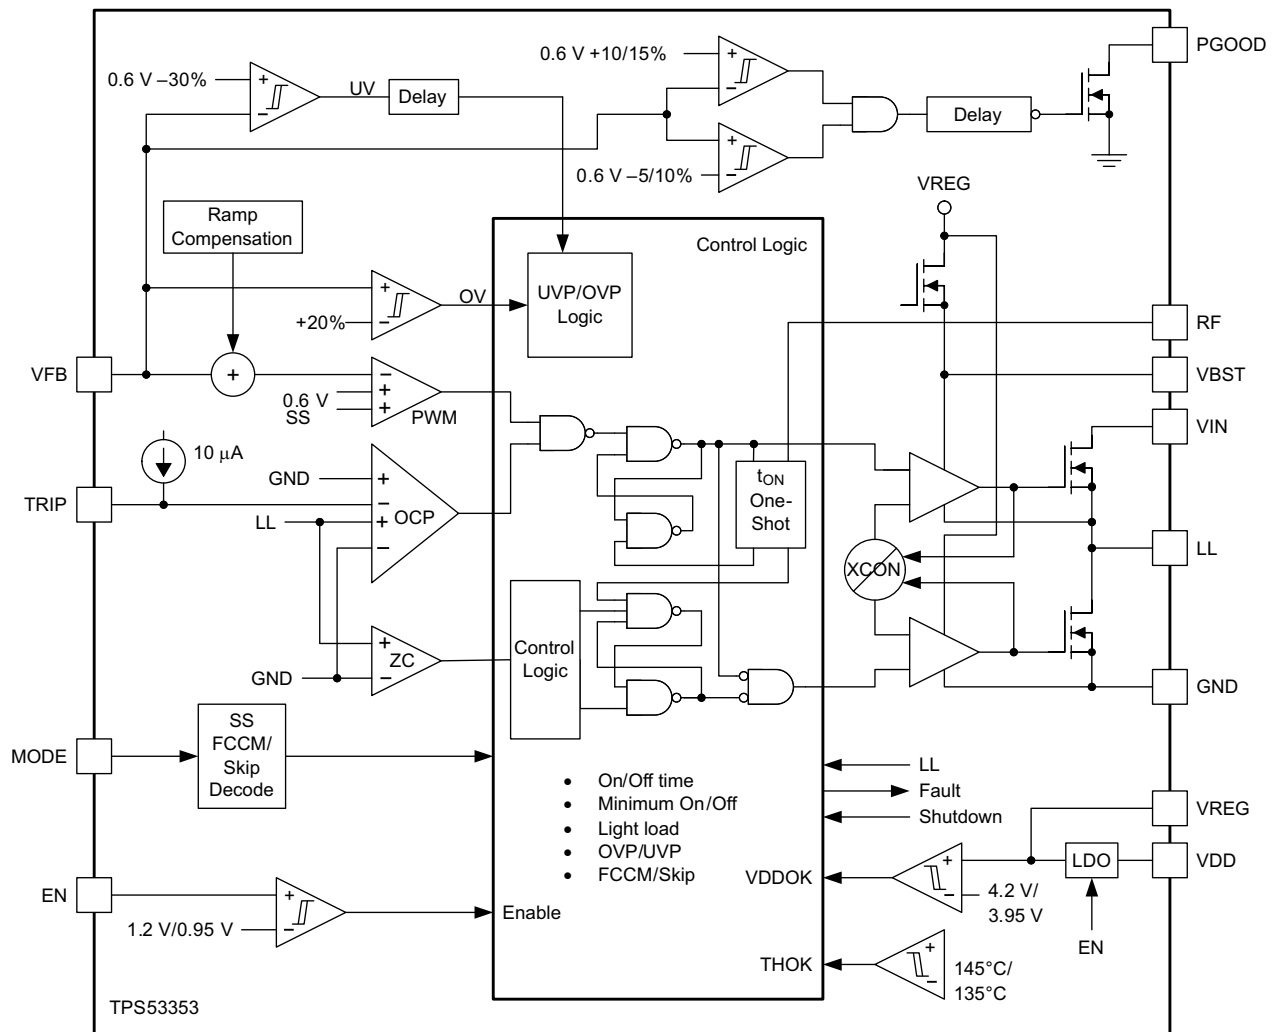 PGOOD
0.6 V +10/15%
0.6 V –30%
+
–
UV
Delay
+
–
Delay
+
–
0.6 V –5/10%
VREG
Ramp
Compensation
Control Logic
UVP/OVP
Logic
+
–
OV
+20%
RF
VFB
+
–
+
+
0.6 V
SS
PWM
VBST
VIN
10 μA
GND
+
–
+
–
OCP
TRIP
LL
tON
One-
Shot
LL
XCON
Control
Logic
+
–
ZC
GND
GND
MODE
SS
FCCM/
Skip
Decode
• On/Off time
• Minimum On/Off
• Light load
• OVP/UVP
• FCCM/Skip
LL
Fault
Shutdown
VREG
LDO
VDD
VDDOK
+
–
4.2 V/
3.95 V
EN
EN
+
–
1.2 V/0.95 V
Enable
THOK
+
–
145°C/
135°C
TPS53353